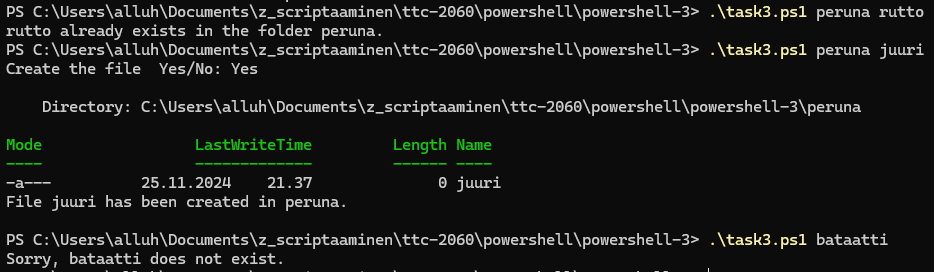 PS C:\Users\alluh\Documents\z_scriptaaminen\ttc-2060\powershell\powershell-3> .\task3.ps1 peruna rutto
rutto already exists in the folder peruna.
PS C:\Users\alluh\Documents\z_scriptaaminen\ttc-2060\powershell\powershell-3> .\task3.ps1 peruna juuri
Create the file  Yes/No: Yes
Directory: C:\Users\alluh\Documents\z_scriptaaminen\ttc-2060\powershell\powershell-3\peruna
Mode                 LastWriteTime         Length Name
----                 -------------         ------ ----
-a---          25.11.2024    21.37              0 juuri
File juuri has been created in peruna.
PS C:\Users\alluh\Documents\z_scriptaaminen\ttc-2060\powershell\powershell-3> .\task3.ps1 bataatti
Sorry, bataatti does not exist.